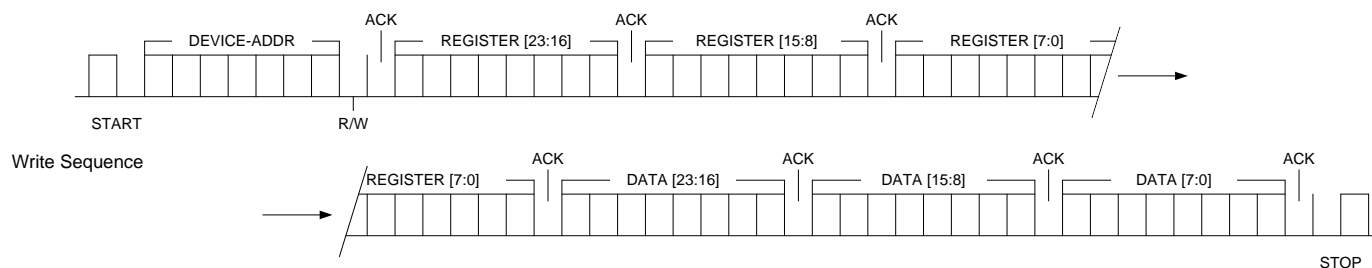 ACK ACK ACK
DEVICE-ADDR REGISTER [23:16] REGISTER [15:8] REGISTER [7:0]
START R/W
Write Sequence
ACK ACK ACK ACK
REGISTER [7:0] DATA [23:16] DATA [15:8] DATA [7:0]
STOP